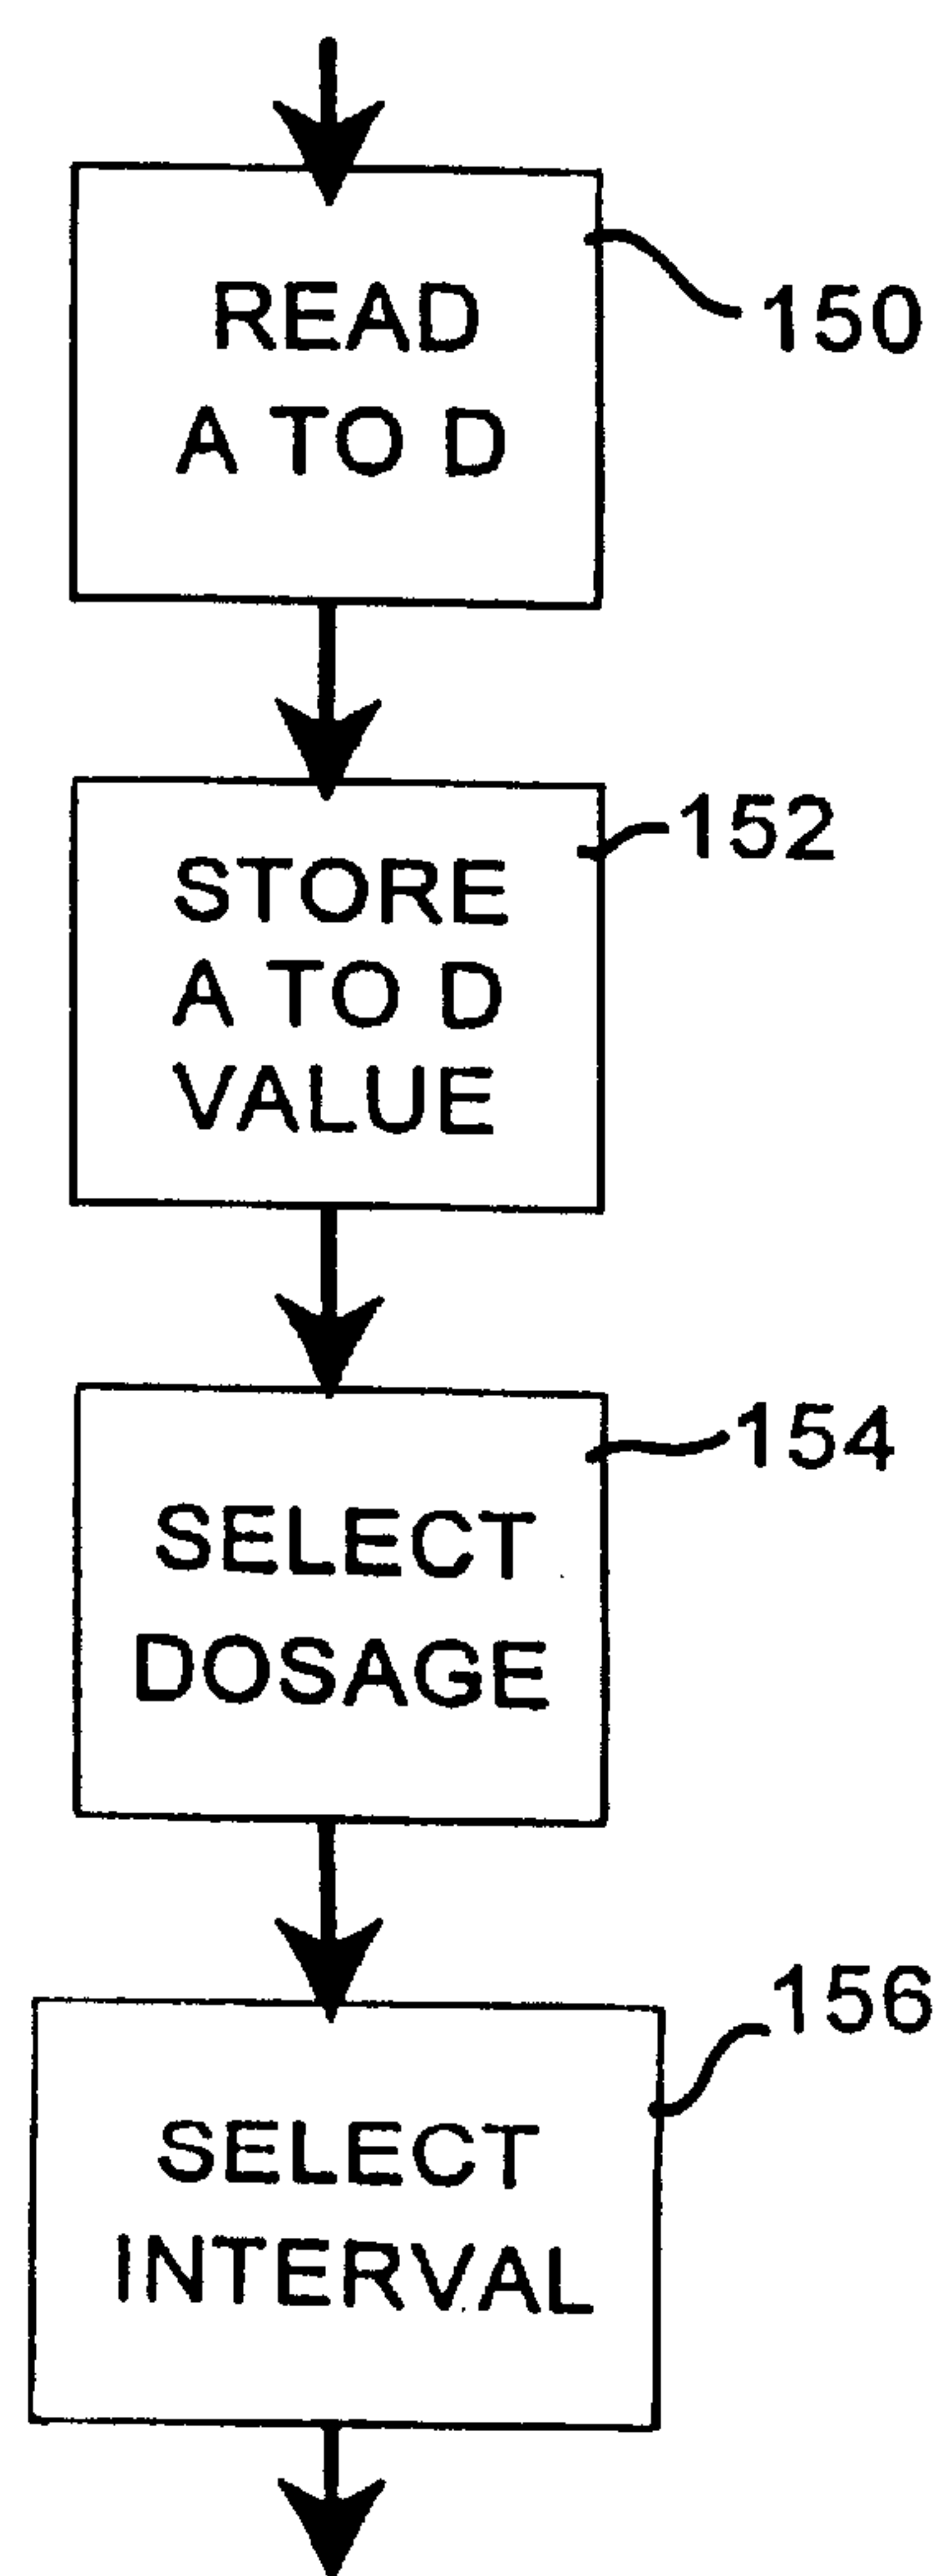 READ
A TO D
150
STORE
A TO D
VALUE
152
SELECT
DOSAGE
154
SELECT
INTERVAL
156